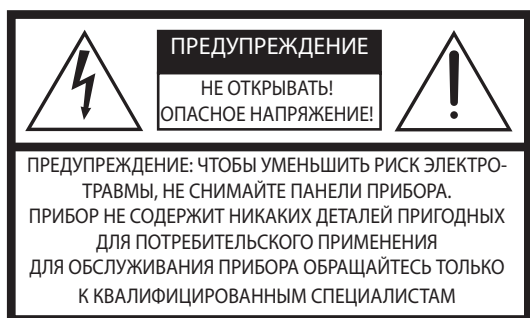 ПРЕДУПРЕЖДЕНИЕ
НЕ ОТКРЫВАТЬ!
ОПАСНОЕ НАПРЯЖЕНИЕ!
ПРЕДУПРЕЖДЕНИЕ: ЧТОБЫ УМЕНЬШИТЬ РИСК ЭЛЕКТРО-
ТРАВМЫ, НЕ СНИМАЙТЕ ПАНЕЛИ ПРИБОРА.
ПРИБОР НЕ СОДЕРЖИТ НИКАКИХ ДЕТАЛЕЙ ПРИГОДНЫХ
ДЛЯ ПОТРЕБИТЕЛЬСКОГО ПРИМЕНЕНИЯ
ДЛЯ ОБСЛУЖИВАНИЯ ПРИБОРА ОБРАЩАЙТЕСЬ ТОЛЬКО
К КВАЛИФИЦИРОВАННЫМ СПЕЦИАЛИСТАМ